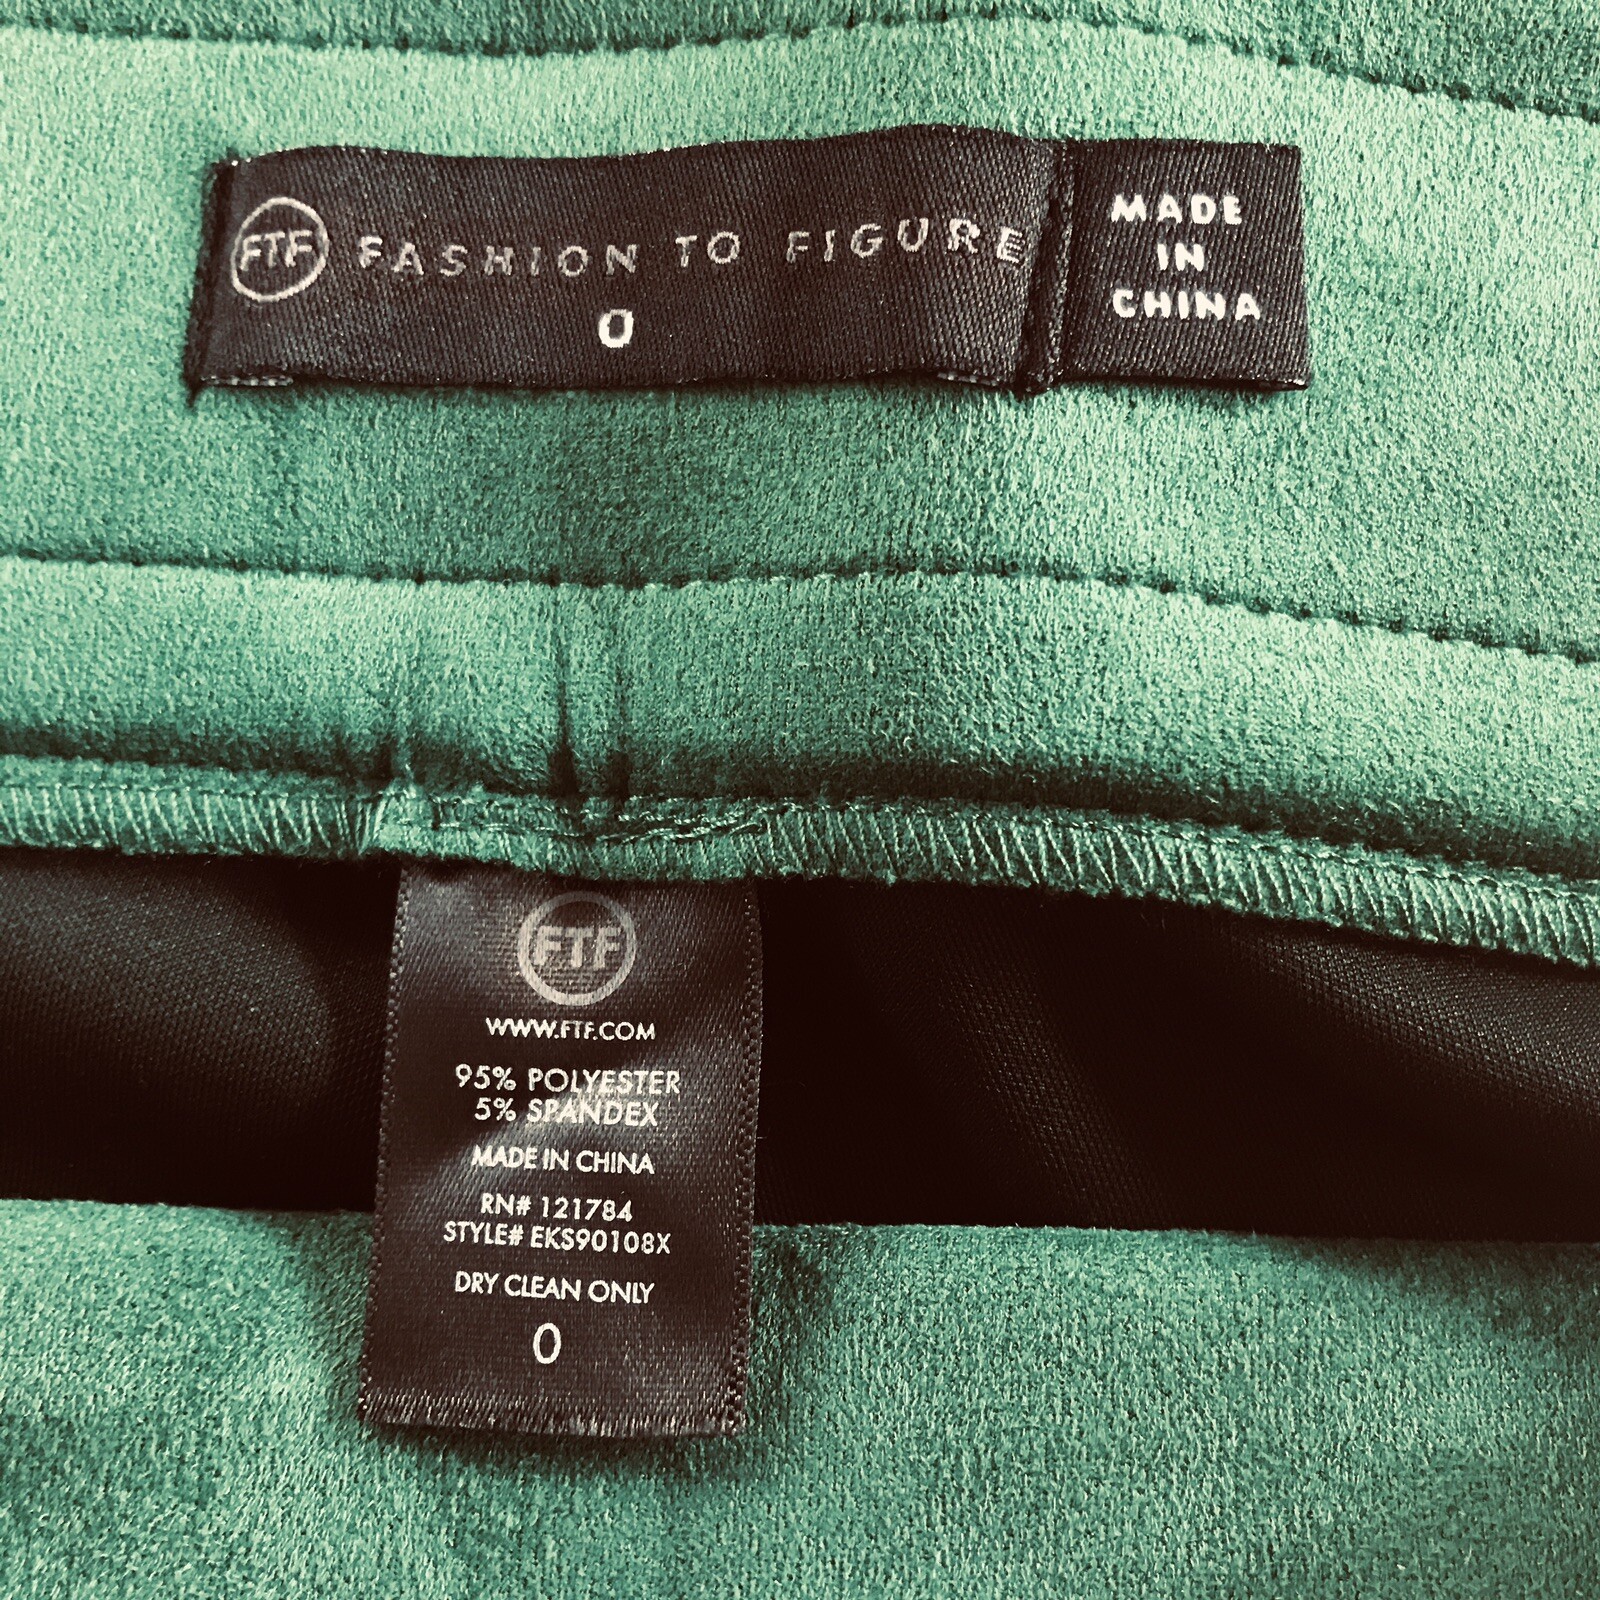 FTF FASHION TO FIGURE
0
MADE
IN
CHINA
FTF
WWW.FTF.COM
95% POLYESTER
5% SPANDEX
MADE IN CHINA
RN# 121784
STYLE# EKS90108X
DRY CLEAN ONLY
0